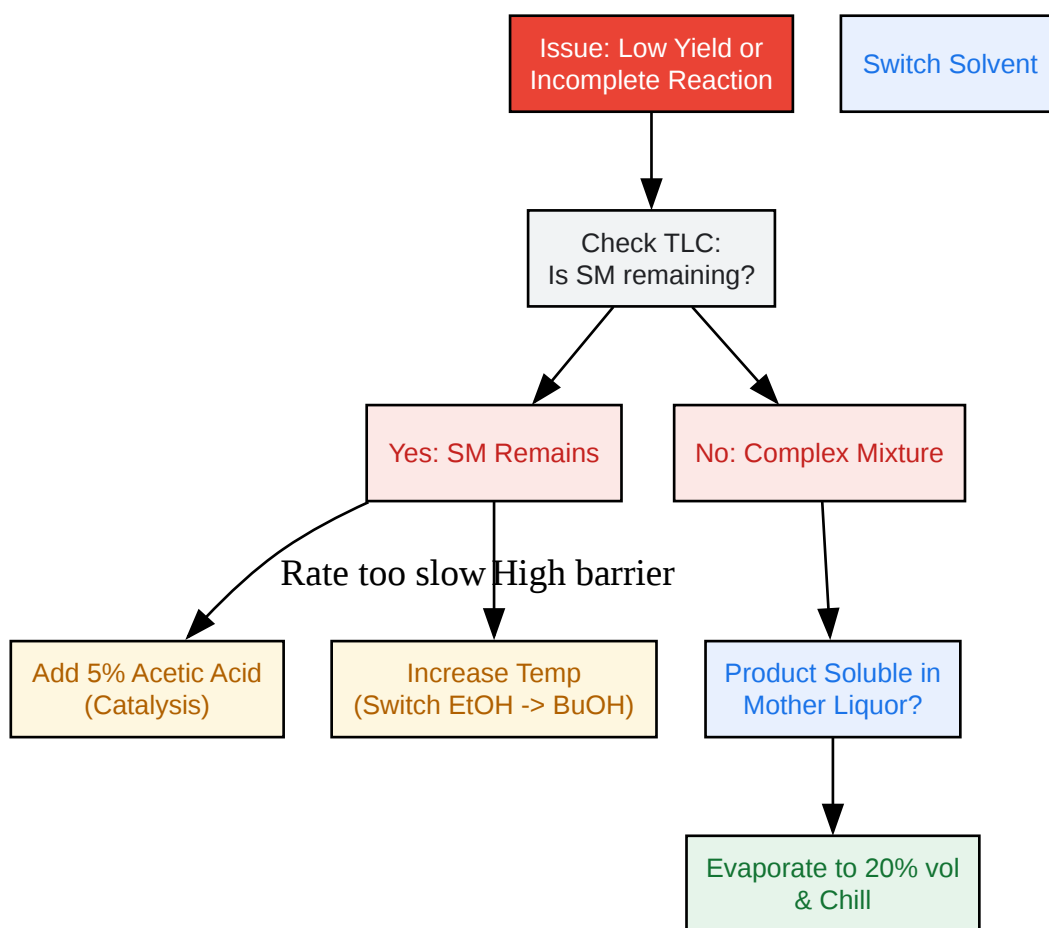 Issue: Low Yield or
Incomplete Reaction
Switch Solvent
Check TLC:
Is SM remaining?
Yes: SM Remains
No: Complex Mixture
Rate too slow
High barrier
Add 5% Acetic Acid
(Catalysis)
Increase Temp
(Switch EtOH -> BuOH)
Product Soluble in
Mother Liquor?
Evaporate to 20% vol
& Chill